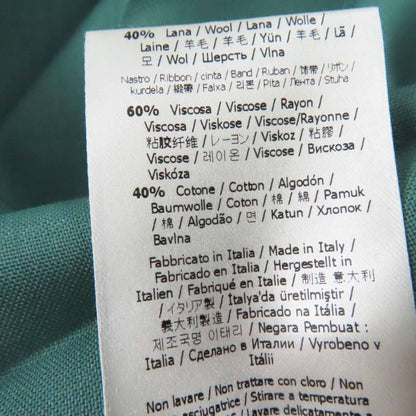 40% Lana / Wool / Lana / Wolle /
Laine / 羊毛 / 羊毛 / Yün / 羊毛 / Lã /
모 / Wol / Шерсть / Vlna
Nastro / Ribbon / cinta / Band / Ruban / 饰带 / リボン /
kurdela / 緞帶 / Faixa / 리본 / Pita / Лента / Stuha
60% Viscosa / Viscose / Rayon /
Viscosa / Viskose / Viscose/Rayonne /
粘胶纤维 / レーヨン / Viskoz / 粘膠 /
Viscose / 레이온 / Viscose / Вискоза /
Viskóza
40% Cotone / Cotton / Algodón /
Baumwolle / Coton / 棉 / 綿 / Pamuk
/ 棉 / Algodão / 면 / Katun / Хлопок /
Bavlna
Fabbricato in Italia / Made in Italy /
Fabricado en Italia / Hergestellt in
Italien / Fabriqué en Italie / 制造 意大利
/ イタリア製 / Italya'da üretilmiştir /
義大利製造 / Fabricado na Itália /
제조국명 이태리 / Negara Pembuat :
Italia / Сделано в Италии / Vyrobeno v
Itálii
Non lavare / Non trattare con cloro / Non
asciugatrice / Stirare a temperatura
/ Lavare delicatamente